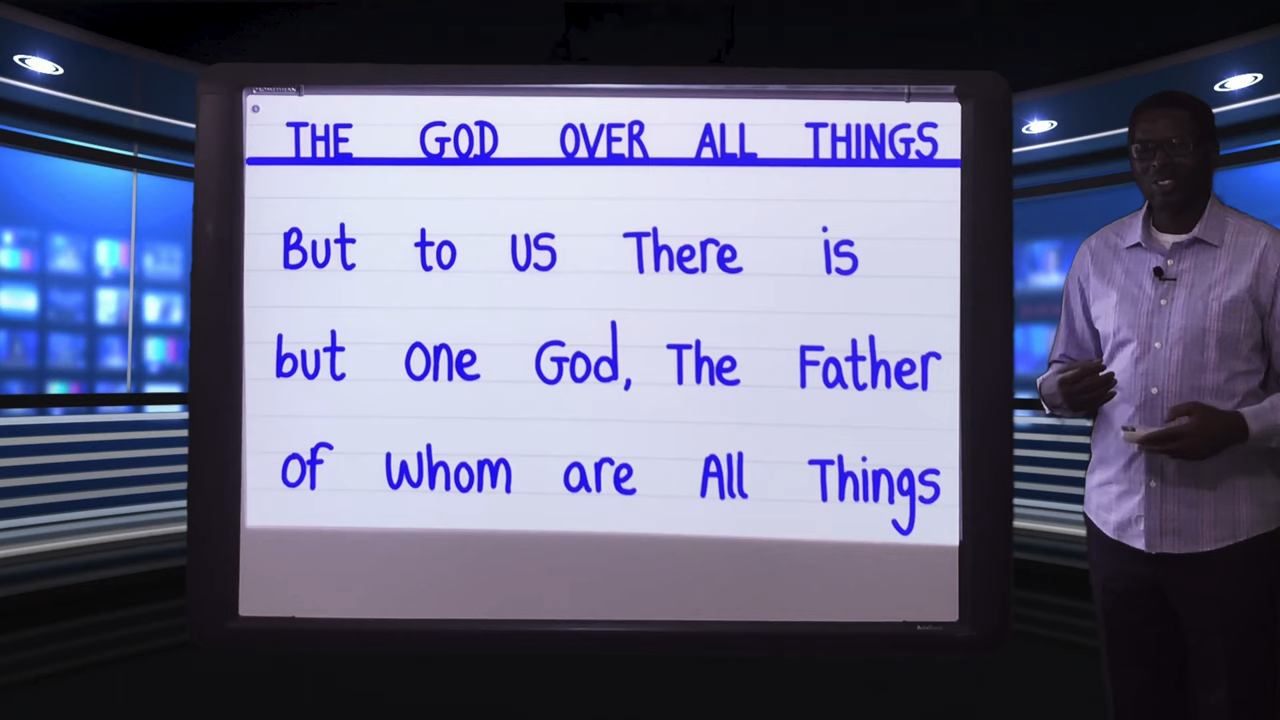 THE GOD OVER ALL THINGS
But to us There is
but one God, The Father
of Whom are All Things